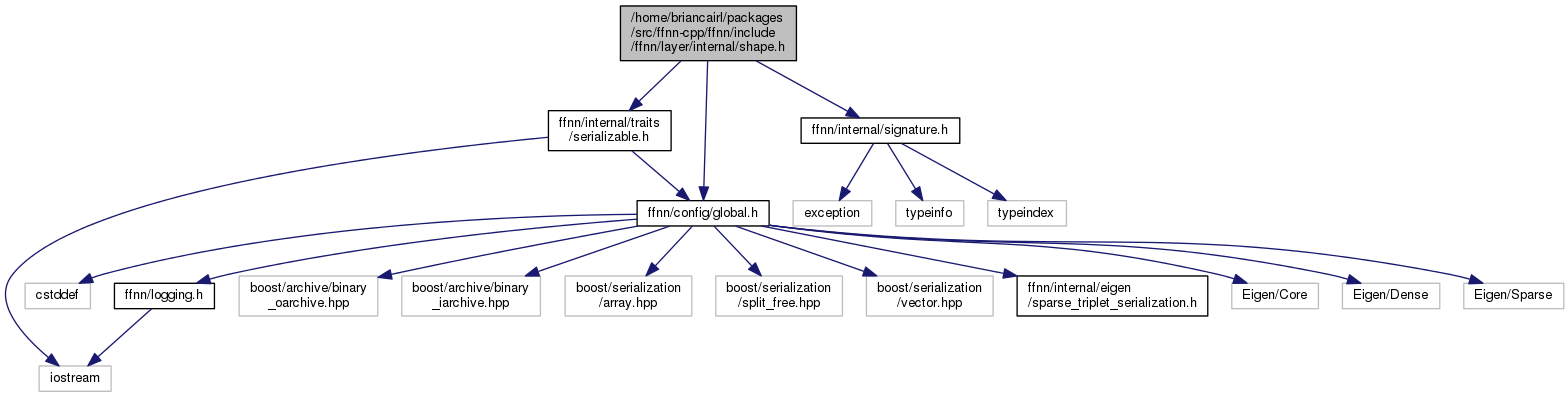 /home/briancairl/packages
/src/ffnn-cpp/ffnn/include
/ffnn/layer/internal/shape.h
ffnn/internal/traits
/serializable.h
ffnn/internal/signature.h
ffnn/config/global.h
exception
typeinfo
typeindex
cstddef
ffnn/logging.h
boost/archive/binary
_oarchive.hpp
boost/archive/binary
_iarchive.hpp
boost/serialization
/array.hpp
boost/serialization
/split_free.hpp
boost/serialization
/vector.hpp
ffnn/internal/eigen
/sparse_triplet_serialization.h
Eigen/Core
Eigen/Dense
Eigen/Sparse
iostream